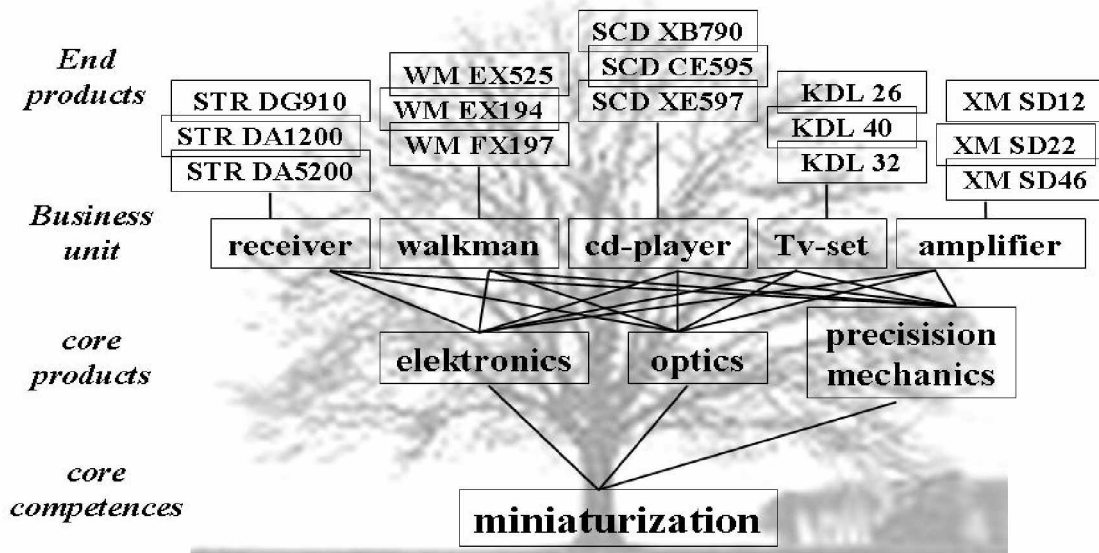 End
products
STR DG910
STR DA1200
STR DA5200
WM EX525
WM EX194
WM FX197
SCD XB790
SCD CE595
SCD XE597
KDL 26
KDL 40
KDL 32
XM SD12
XM SD22
XM SD46
Business
unit
receiver
walkman
cd-player
Tv-set
amplifier
core
products
elektronics
optics
precisision
mechanics
core
competences
miniaturization